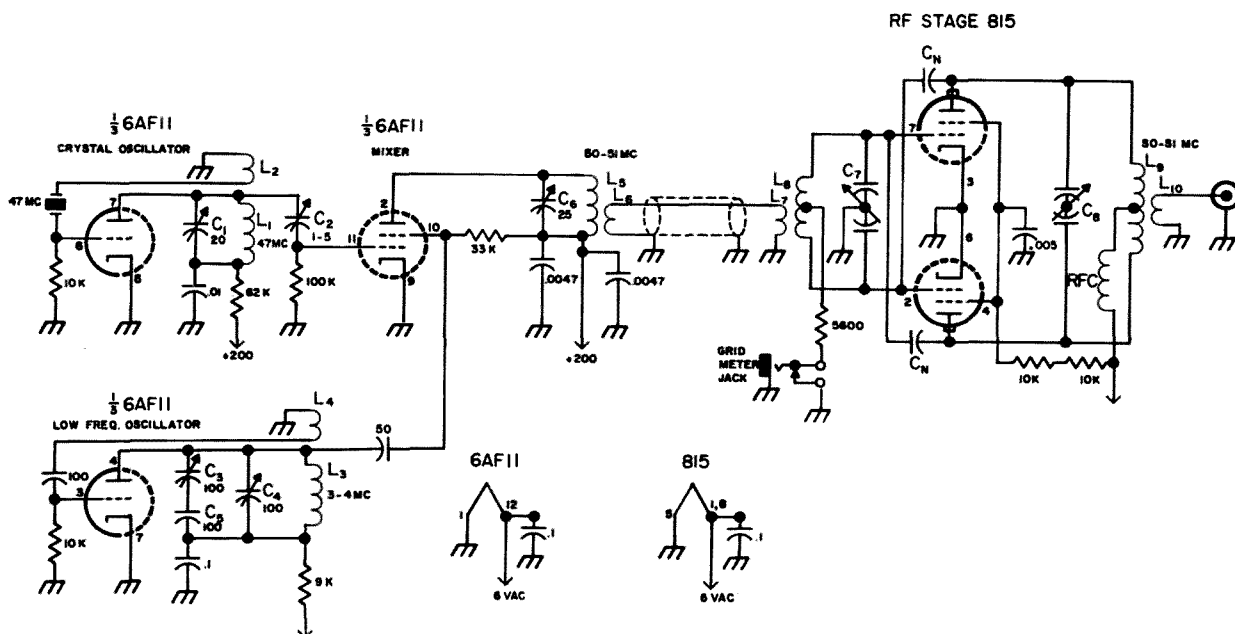 RF STAGE 815
CN
1/3 6AF11
CRYSTAL OSCILLATOR
1/3 6AF11
MIXER
L2
47 MC
7
6
8
10K
C1
20
L1
47MC
.01
62K
+200
C2
1-5
11
100K
2
10
9
33K
C6
25
50-51MC
L5
L6
.0047
.0047
+200
L7
L8
C7
7
3
6
2
4
.005
C8
50-51 MC
L9
L10
RFC
5600
GRID
METER
JACK
CN
10K
10K
1/3 6AF11
LOW FREQ. OSCILLATOR
L4
50
100
4
3
7
10K
C3
100
C5
100
.1
C4
100
L3
3-4MC
9K
6AF11
1
12
.1
6 VAC
815
5
1,8
.1
6 VAC